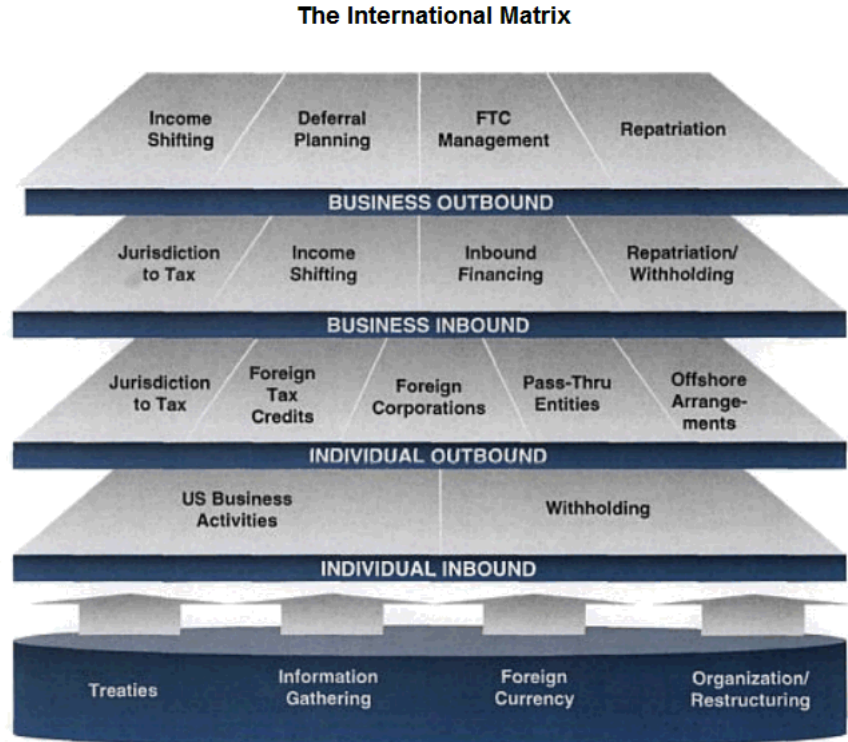 The International Matrix
Income
Shifting
Deferral
Planning
FTC
Management
Repatriation
BUSINESS OUTBOUND
Jurisdiction
to Tax
Income
Shifting
Inbound
Financing
Repatriation/
Withholding
BUSINESS INBOUND
Jurisdiction
to Tax
Foreign
Tax
Credits
Foreign
Corporations
Pass-Thru
Entities
Offshore
Arrange-
ments
INDIVIDUAL OUTBOUND
US Business
Activities
Withholding
INDIVIDUAL INBOUND
Treaties
Information
Gathering
Foreign
Currency
Organization/
Restructuring